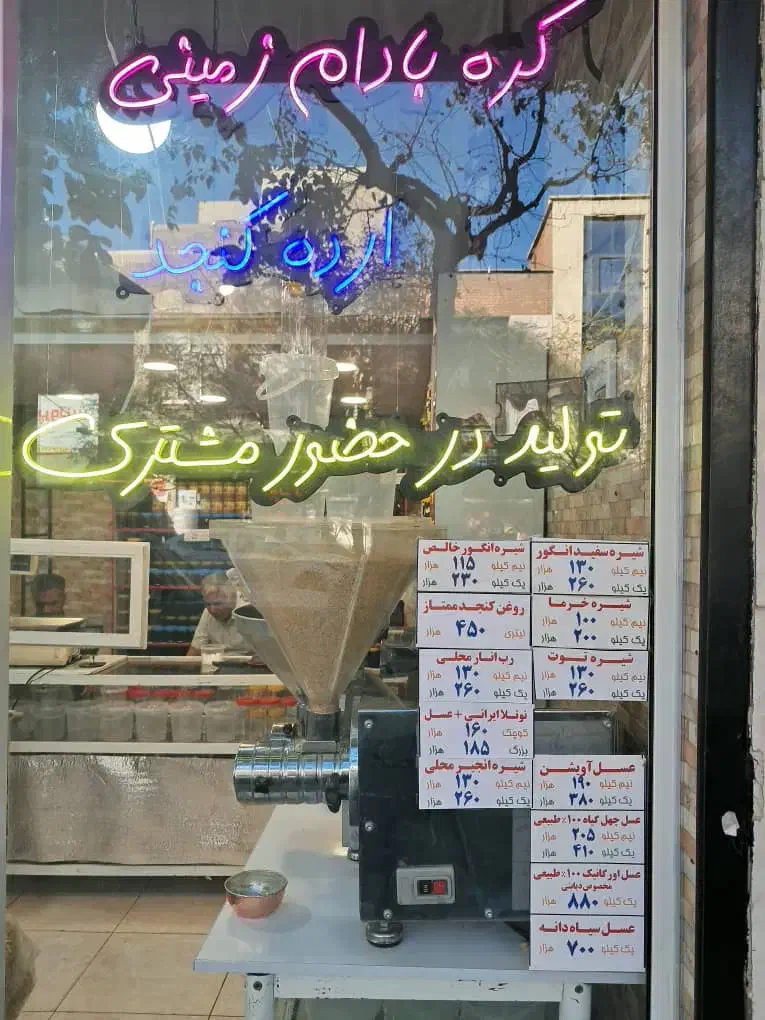 کره بادام زمینی
ارده کنجد
تولید در حضور مشتری
شیره سفید انگور
نیم کیلو ۱۳۰ هزار
یک کیلو ۲۶۰ هزار
شیره انگور خالص
نیم کیلو ۱۱۵ هزار
یک کیلو ۲۳۰ هزار
شیره خرما
نیم کیلو ۱۰۰ هزار
یک کیلو ۲۰۰ هزار
روغن کنجد ممتاز
لیتری ۴۵۰ هزار
شیره توت
نیم کیلو ۱۳۰ هزار
یک کیلو ۲۶۰ هزار
رب انار محلی
نیم کیلو ۱۳۰ هزار
یک کیلو ۲۶۰ هزار
نوتلا ایرانی + عسل
کوچک ۱۶۰ هزار
بزرگ ۱۸۵ هزار
عسل آویشن
نیم کیلو ۱۹۰ هزار
یک کیلو ۳۸۰ هزار
شیره انجیر محلی
نیم کیلو ۱۳۰ هزار
یک کیلو ۲۶۰ هزار
عسل چهل گیاه ۱۰۰٪ طبیعی
نیم کیلو ۲۰۵ هزار
یک کیلو ۴۱۰ هزار
عسل اورگانیک ۱۰۰٪ طبیعی
مخصوص دیابتی
یک کیلو ۸۸۰ هزار
عسل سیاه دانه
یک کیلو ۷۰۰ هزار